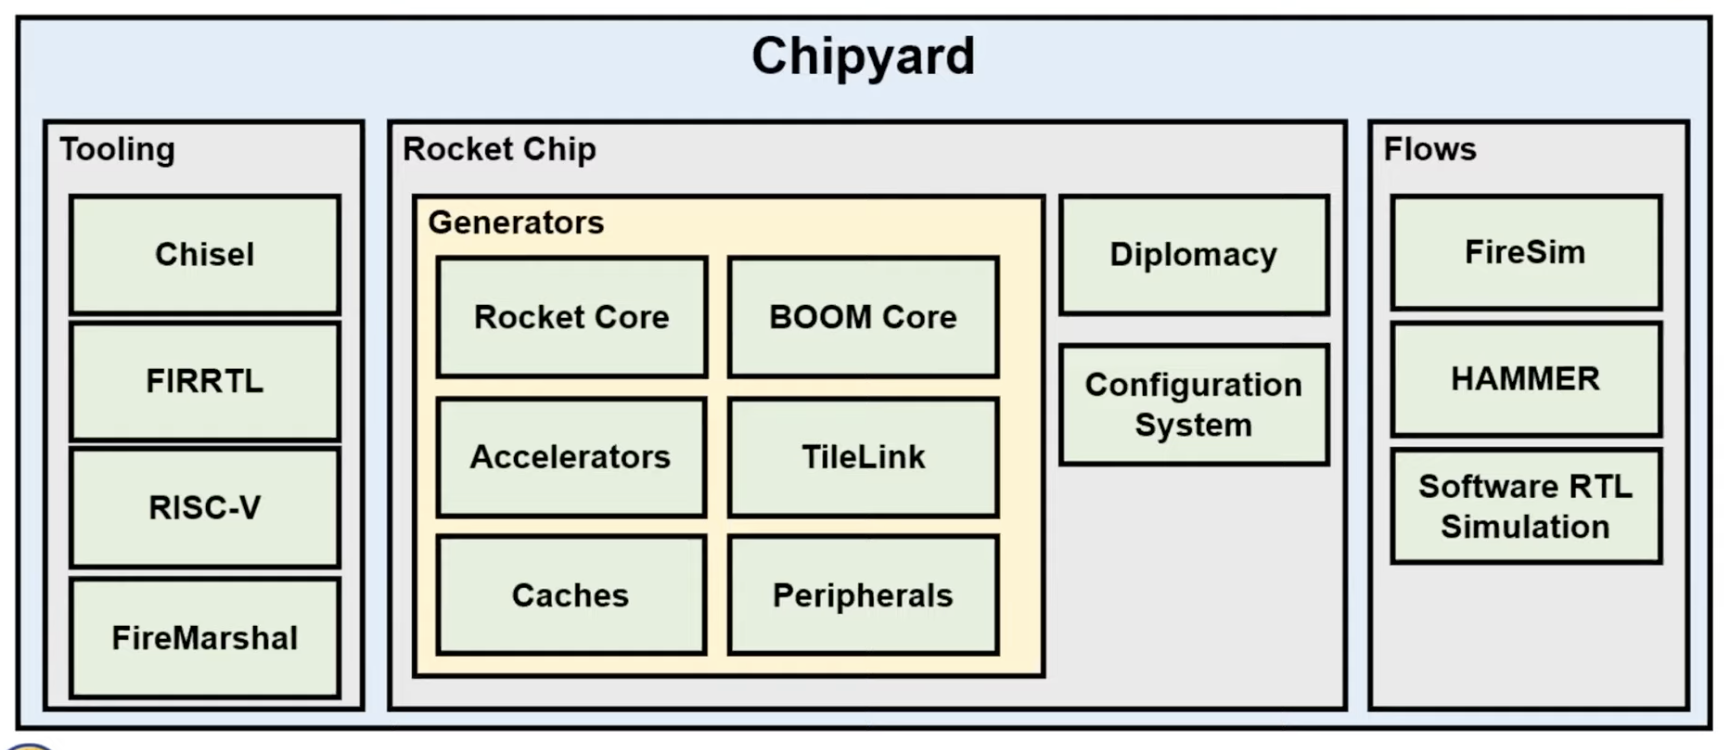 Chipyard
Tooling
Chisel
FIRRTL
RISC-V
FireMarshal
Rocket Chip
Generators
Rocket Core
BOOM Core
Accelerators
TileLink
Caches
Peripherals
Diplomacy
Configuration
System
Flows
FireSim
HAMMER
Software RTL
Simulation